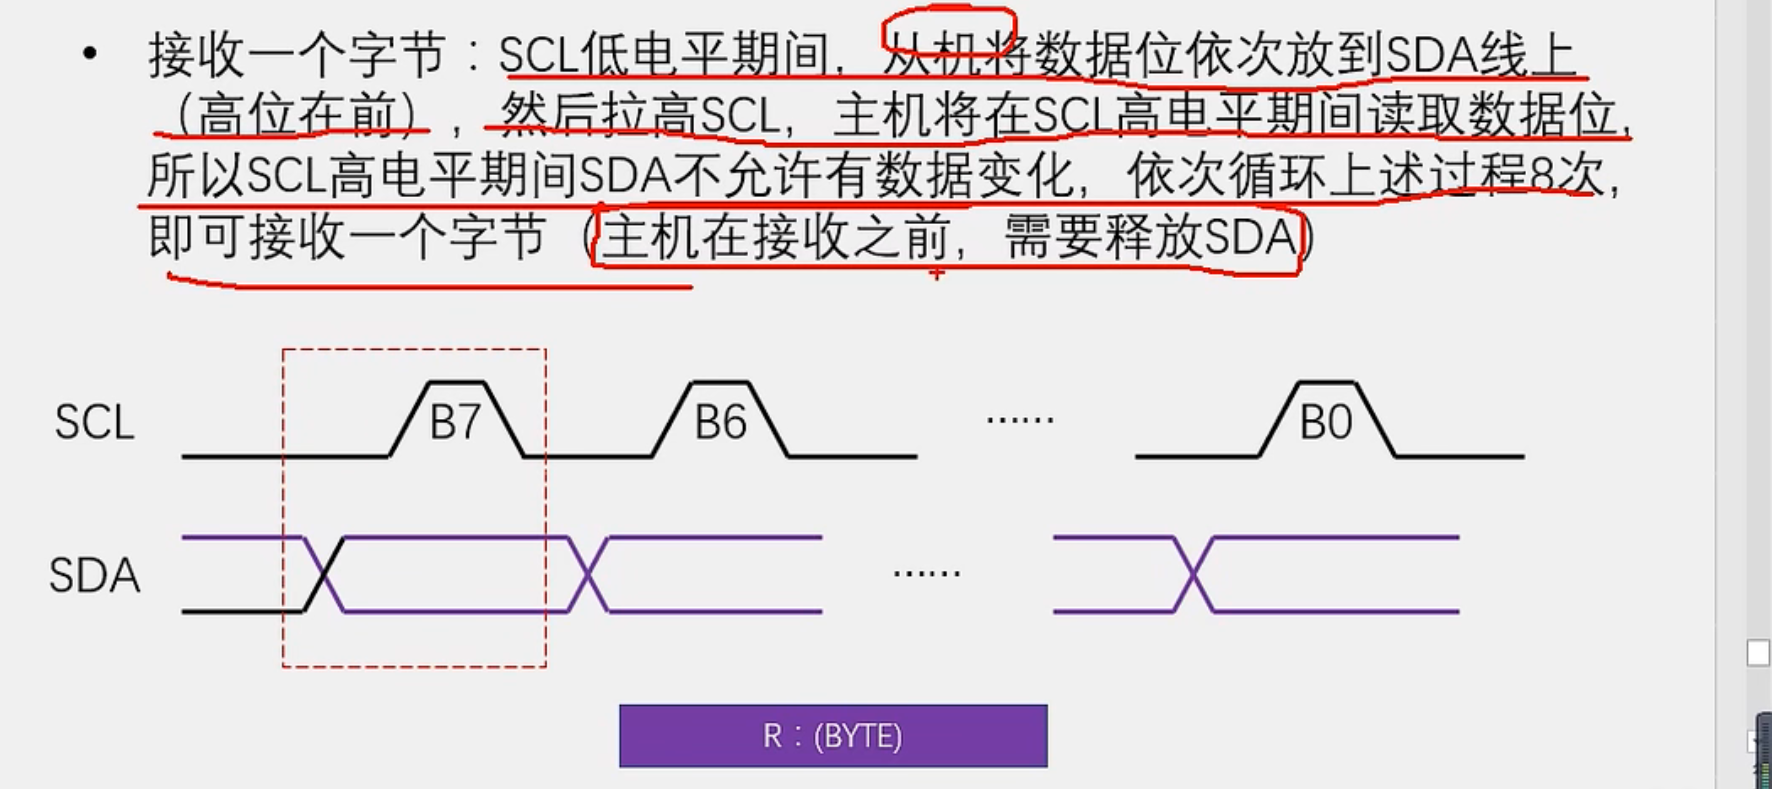 • 接收一个字节：SCL低电平期间，从机将数据位依次放到SDA线上
（高位在前），然后拉高SCL，主机将在SCL高电平期间读取数据位，
所以SCL高电平期间SDA不允许有数据变化，依次循环上述过程8次，
即可接收一个字节（主机在接收之前，需要释放SDA）
SCL B7 B6 …… B0
SDA ……
R：(BYTE)